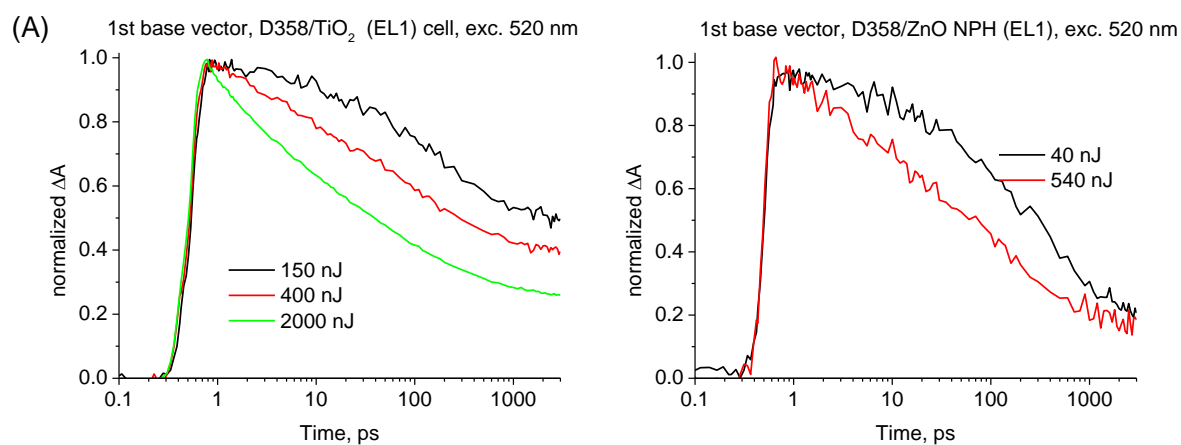 (A)
1st base vector, D358/TiO2 (EL1) cell, exc. 520 nm
1.0
0.8
0.6
0.4
0.2
0.0
normalized ΔA
150 nJ
400 nJ
2000 nJ
0.1 1 10 100 1000
Time, ps
1st base vector, D358/ZnO NPH (EL1), exc. 520 nm
1.0
0.8
0.6
0.4
0.2
0.0
normalized ΔA
40 nJ
540 nJ
0.1 1 10 100 1000
Time, ps